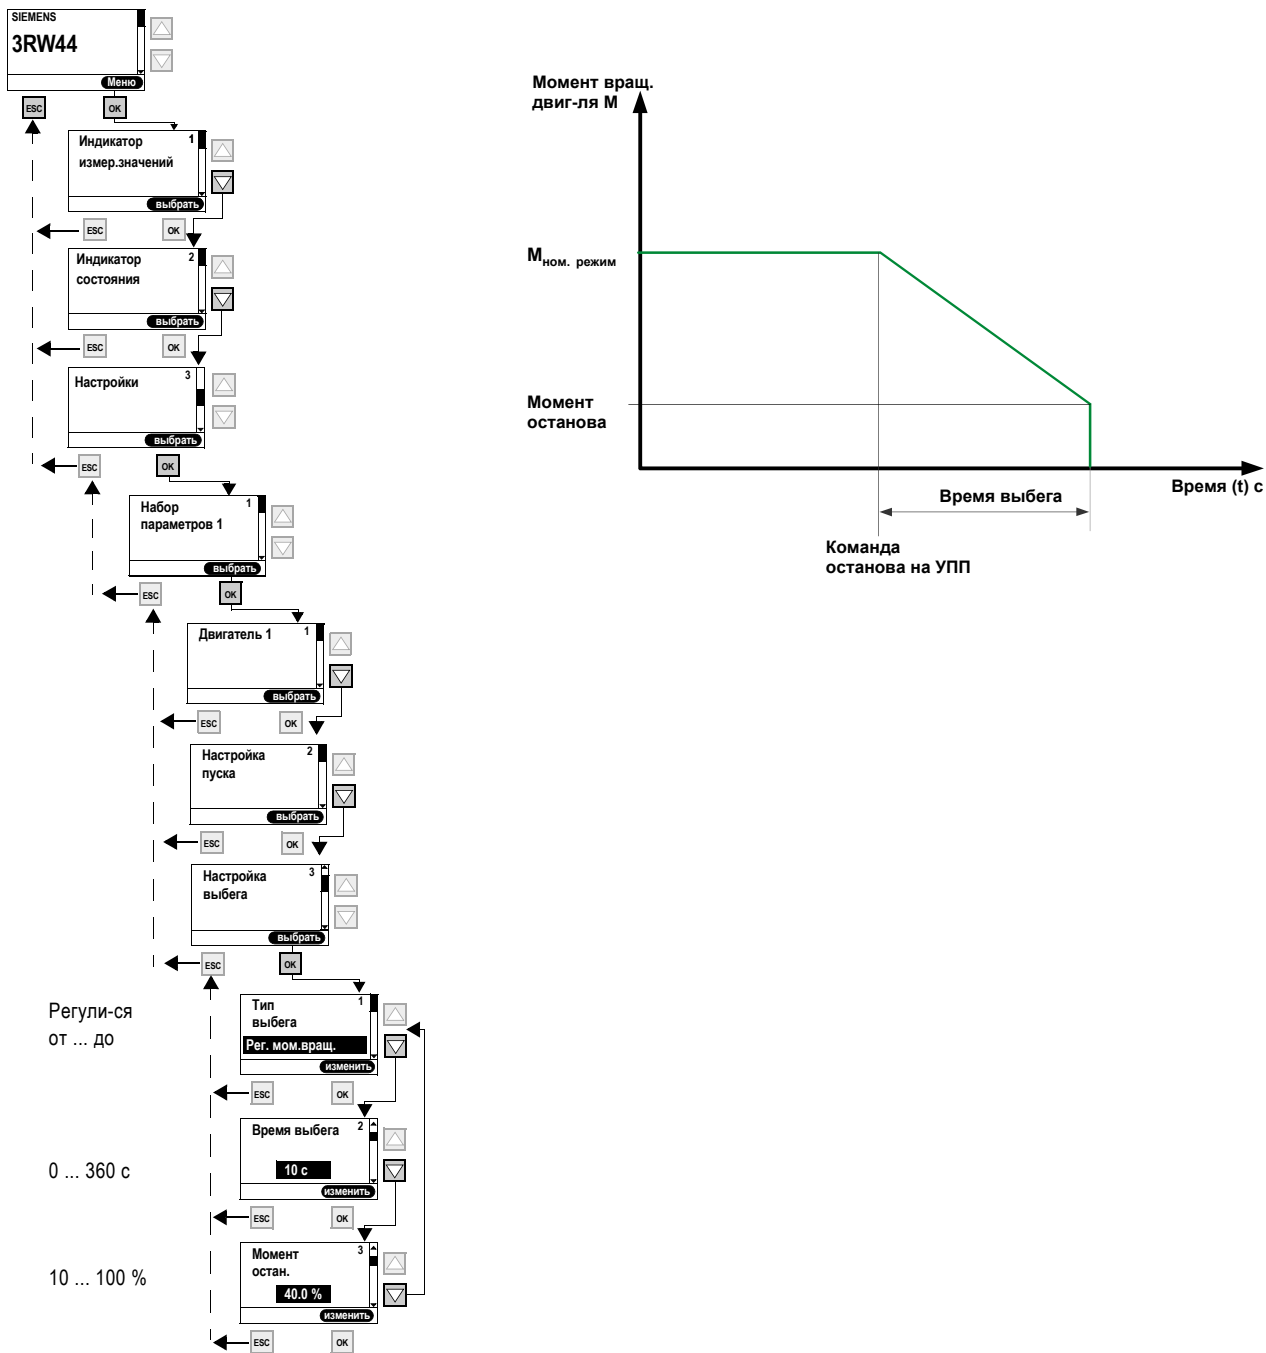 SIEMENS
3RW44
Меню
ESC
OK
Индикатор 1
измер.значений
выбрать
ESC
OK
Индикатор 2
состояния
выбрать
ESC
OK
Настройки 3
выбрать
ESC
OK
Набор 1
параметров 1
выбрать
ESC
OK
Двигатель 1 1
выбрать
ESC
OK
Настройка 2
пуска
выбрать
ESC
OK
Настройка 3
выбега
выбрать
ESC
OK
Регули-ся
от ... до
Тип 1
выбега
Рег. мом.вращ.
изменить
ESC
OK
Время выбега 2
0 ... 360 с
10 с
изменить
ESC
OK
Момент 3
остан.
10 ... 100 %
40.0 %
изменить
ESC
OK
Момент вращ.
двиг-ля М
Мном. режим
Момент
останова
Время (t) с
Время выбега
Команда
останова на УПП